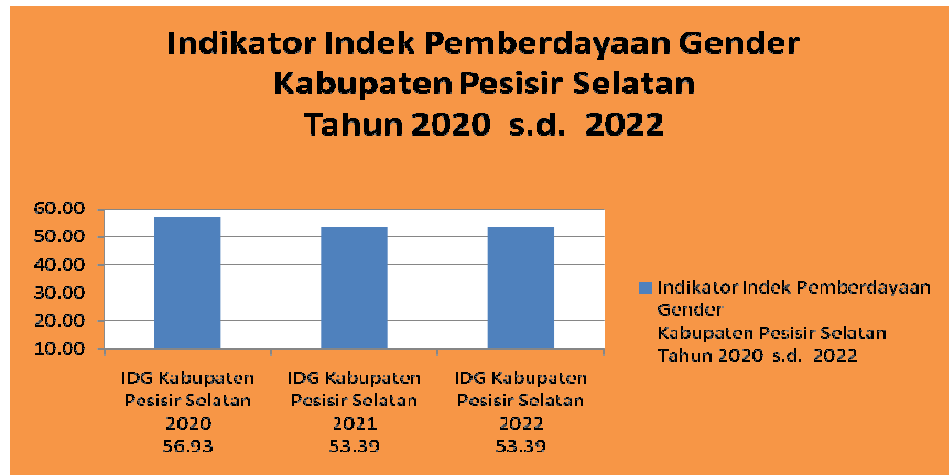 Indikator Indek Pemberdayaan Gender
Kabupaten Pesisir Selatan
Tahun 2020 s.d. 2022
60.00
50.00
40.00
30.00
20.00
10.00
IDG Kabupaten
Pesisir Selatan
2020
56.93
IDG Kabupaten
Pesisir Selatan
2021
53.39
IDG Kabupaten
Pesisir Selatan
2022
53.39
Indikator Indek Pemberdayaan
Gender
Kabupaten Pesisir Selatan
Tahun 2020 s.d. 2022